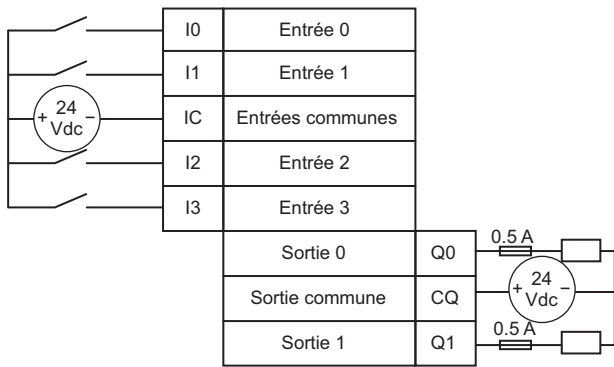 I0 Entrée 0
I1 Entrée 1
+ 24 Vdc − IC Entrées communes
I2 Entrée 2
I3 Entrée 3
Sortie 0 Q0 0.5 A
Sortie commune CQ + 24 Vdc −
Sortie 1 Q1 0.5 A